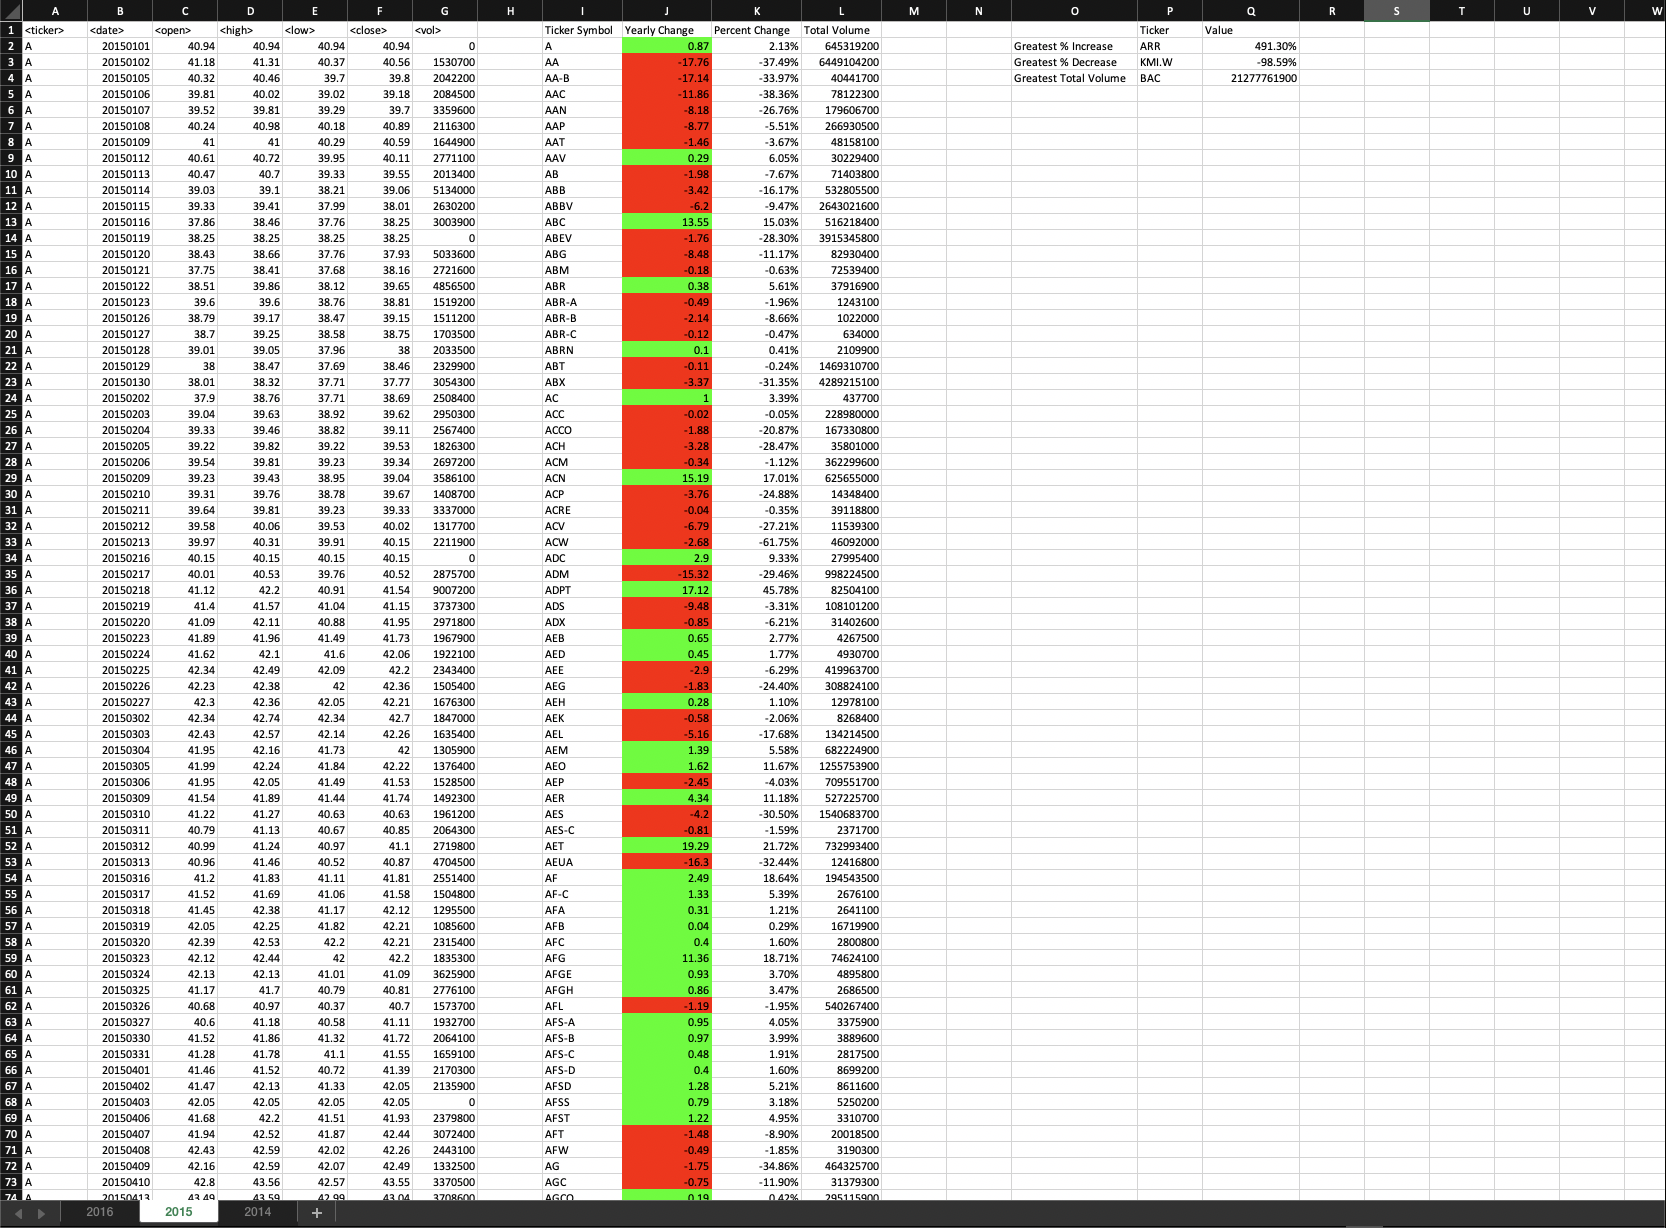 A B C D E F G H I J K L M N O P Q R S T U V W
1 <ticker> <date> <open> <high> <low> <close> <vol> Ticker Symbol Yearly Change Percent Change Total Volume Ticker Value
2 A 20150101 40.94 40.94 40.94 40.94 0 A 0.87 2.13% 645319200 Greatest % Increase ARR 491.30%
3 A 20150102 41.18 41.31 40.37 40.56 1530700 AA -17.76 -37.49% 6449104200 Greatest % Decrease KMI.W -98.59%
4 A 20150105 40.32 40.46 39.7 39.8 2042200 AA-B -17.14 -33.97% 40441700 Greatest Total Volume BAC 21277761900
5 A 20150106 39.81 40.02 39.02 39.18 2084500 AAC -11.86 -38.36% 78122300
6 A 20150107 39.52 39.81 39.29 39.7 3359600 AAN -8.18 -26.76% 179606700
7 A 20150108 40.24 40.98 40.18 40.89 2116300 AAP -8.77 -5.51% 266930500
8 A 20150109 41 41 40.29 40.59 1644900 AAT -1.46 -3.67% 48158100
9 A 20150112 40.61 40.72 39.95 40.11 2771100 AAV 0.29 6.05% 30229400
10 A 20150113 40.47 40.7 39.33 39.55 2013400 AB -1.98 -7.67% 71403800
11 A 20150114 39.03 39.1 38.21 39.06 5134000 ABB -3.42 -16.17% 532805500
12 A 20150115 39.33 39.41 37.99 38.01 2630200 ABBV -6.2 -9.47% 2643021600
13 A 20150116 37.86 38.46 37.76 38.25 3003900 ABC 13.55 15.03% 516218400
14 A 20150119 38.25 38.25 38.25 38.25 0 ABEV -1.76 -28.30% 3915345800
15 A 20150120 38.43 38.66 37.76 37.93 5033600 ABG -8.48 -11.17% 82930400
16 A 20150121 37.75 38.41 37.68 38.16 2721600 ABM -0.18 -0.63% 72539400
17 A 20150122 38.51 39.86 38.12 39.65 4856500 ABR 0.38 5.61% 37916900
18 A 20150123 39.6 39.6 38.76 38.81 1519200 ABR-A -0.49 -1.96% 1243100
19 A 20150126 38.79 39.17 38.47 39.15 1511200 ABR-B -2.14 -8.66% 1022000
20 A 20150127 38.7 39.25 38.58 38.75 1703500 ABR-C -0.12 -0.47% 634000
21 A 20150128 39.01 39.05 37.96 38 2033500 ABRN 0.1 0.41% 2109900
22 A 20150129 38 38.47 37.69 38.46 2329900 ABT -0.11 -0.24% 1469310700
23 A 20150130 38.01 38.32 37.71 37.77 3054300 ABX -3.37 -31.35% 4289215100
24 A 20150202 37.9 38.76 37.71 38.69 2508400 AC 1 3.39% 437700
25 A 20150203 39.04 39.63 38.92 39.62 2950300 ACC -0.02 -0.05% 228980000
26 A 20150204 39.33 39.46 38.82 39.11 2567400 ACCO -1.88 -20.87% 167330800
27 A 20150205 39.22 39.82 39.22 39.53 1826300 ACH -3.28 -28.47% 35801000
28 A 20150206 39.54 39.81 39.23 39.34 2697200 ACM -0.34 -1.12% 362299600
29 A 20150209 39.23 39.43 38.95 39.04 3586100 ACN 15.19 17.01% 625655000
30 A 20150210 39.31 39.76 38.78 39.67 1408700 ACP -3.76 -24.88% 14348400
31 A 20150211 39.64 39.81 39.23 39.33 3337000 ACRE -0.04 -0.35% 39118800
32 A 20150212 39.58 40.06 39.53 40.02 1317700 ACV -6.79 -27.21% 11539300
33 A 20150213 39.97 40.31 39.91 40.15 2211900 ACW -2.68 -61.75% 46092000
34 A 20150216 40.15 40.15 40.15 40.15 0 ADC 2.9 9.33% 27995400
35 A 20150217 40.01 40.53 39.76 40.52 2875700 ADM -15.32 -29.46% 998224500
36 A 20150218 41.12 42.2 40.91 41.54 9007200 ADPT 17.12 45.78% 82504100
37 A 20150219 41.4 41.57 41.04 41.15 3737300 ADS -9.48 -3.31% 108101200
38 A 20150220 41.09 42.11 40.88 41.95 2971800 ADX -0.85 -6.21% 31402600
39 A 20150223 41.89 41.96 41.49 41.73 1967900 AEB 0.65 2.77% 4267500
40 A 20150224 41.62 42.1 41.6 42.06 1922100 AED 0.45 1.77% 4930700
41 A 20150225 42.34 42.49 42.09 42.2 2343400 AEE -2.9 -6.29% 419963700
42 A 20150226 42.23 42.38 42 42.36 1505400 AEG -1.83 -24.40% 308824100
43 A 20150227 42.3 42.36 42.05 42.21 1676300 AEH 0.28 1.10% 12978100
44 A 20150302 42.34 42.74 42.34 42.7 1847000 AEK -0.58 -2.06% 8268400
45 A 20150303 42.43 42.57 42.14 42.26 1635400 AEL -5.16 -17.68% 134214500
46 A 20150304 41.95 42.16 41.73 42 1305900 AEM 1.39 5.58% 682224900
47 A 20150305 41.99 42.24 41.84 42.22 1376400 AEO 1.62 11.67% 1255753900
48 A 20150306 41.95 42.05 41.49 41.53 1528500 AEP -2.45 -4.03% 709551700
49 A 20150309 41.54 41.89 41.44 41.74 1492300 AER 4.34 11.18% 527225700
50 A 20150310 41.22 41.27 40.63 40.63 1961200 AES -4.2 -30.50% 1540683700
51 A 20150311 40.79 41.13 40.67 40.85 2064300 AES-C -0.81 -1.59% 2371700
52 A 20150312 40.99 41.24 40.97 41.1 2719800 AET 19.29 21.72% 732993400
53 A 20150313 40.96 41.46 40.52 40.87 4704500 AEUA -16.3 -32.44% 12416800
54 A 20150316 41.2 41.83 41.11 41.81 2551400 AF 2.49 18.64% 194543500
55 A 20150317 41.52 41.69 41.06 41.58 1504800 AF-C 1.33 5.39% 2676100
56 A 20150318 41.45 42.38 41.17 42.12 1295500 AFA 0.31 1.21% 2641100
57 A 20150319 42.05 42.25 41.82 42.21 1085600 AFB 0.04 0.29% 16719900
58 A 20150320 42.39 42.53 42.2 42.21 2315400 AFC 0.4 1.60% 2800800
59 A 20150323 42.12 42.44 42 42.2 1835300 AFG 11.36 18.71% 74624100
60 A 20150324 42.13 42.13 41.01 41.09 3625900 AFGE 0.93 3.70% 4895800
61 A 20150325 41.17 41.7 40.79 40.81 2776100 AFGH 0.86 3.47% 2686500
62 A 20150326 40.68 40.97 40.37 40.7 1573700 AFL -1.19 -1.95% 540267400
63 A 20150327 40.6 41.18 40.58 41.11 1932700 AFS-A 0.95 4.05% 3375900
64 A 20150330 41.52 41.86 41.32 41.72 2064100 AFS-B 0.97 3.99% 3889600
65 A 20150331 41.28 41.78 41.1 41.55 1659100 AFS-C 0.48 1.91% 2817500
66 A 20150401 41.46 41.52 40.72 41.39 2170300 AFS-D 0.4 1.60% 8699200
67 A 20150402 41.47 42.13 41.33 42.05 2135900 AFSD 1.28 5.21% 8611600
68 A 20150403 42.05 42.05 42.05 42.05 0 AFSS 0.79 3.18% 5250200
69 A 20150406 41.68 42.2 41.51 41.93 2379800 AFST 1.22 4.95% 3310700
70 A 20150407 41.94 42.52 41.87 42.44 3072400 AFT -1.48 -8.90% 20018500
71 A 20150408 42.43 42.59 42.02 42.26 2443100 AFW -0.49 -1.85% 3190300
72 A 20150409 42.16 42.59 42.07 42.49 1332500 AG -1.75 -34.86% 464325700
73 A 20150410 42.8 43.56 42.57 43.55 3370500 AGC -0.75 -11.90% 31379300
74 A 20150413 43.49 43.59 42.99 43.04 3708600 AGCO 0.19 0.42% 295115900
2016 2015 2014 +